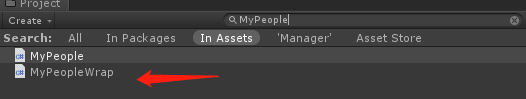 Project
Create
MyPeople
Search: All In Packages In Assets 'Manager' Asset Store
C# MyPeople
C# MyPeopleWrap